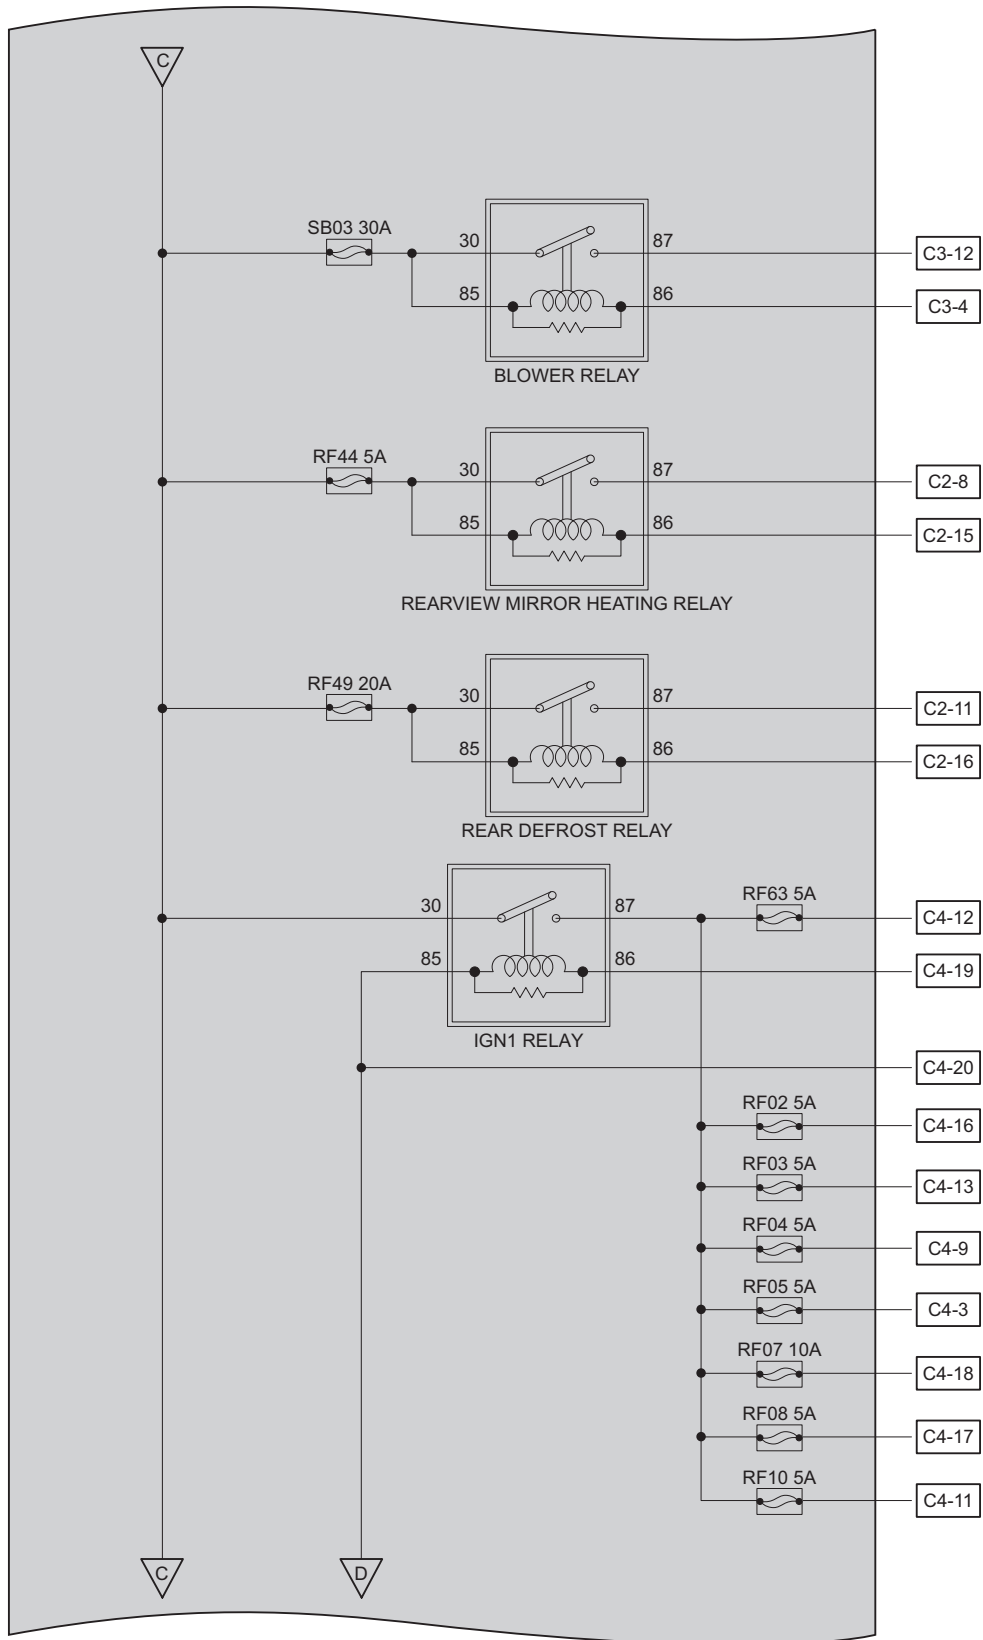 C
SB03 30A
30
87
C3-12
85
86
C3-4
BLOWER RELAY
RF44 5A
30
87
C2-8
85
86
C2-15
REARVIEW MIRROR HEATING RELAY
RF49 20A
30
87
C2-11
85
86
C2-16
REAR DEFROST RELAY
30
87
RF63 5A
C4-12
85
86
C4-19
IGN1 RELAY
C4-20
RF02 5A
C4-16
RF03 5A
C4-13
RF04 5A
C4-9
RF05 5A
C4-3
RF07 10A
C4-18
RF08 5A
C4-17
RF10 5A
C4-11
C
D